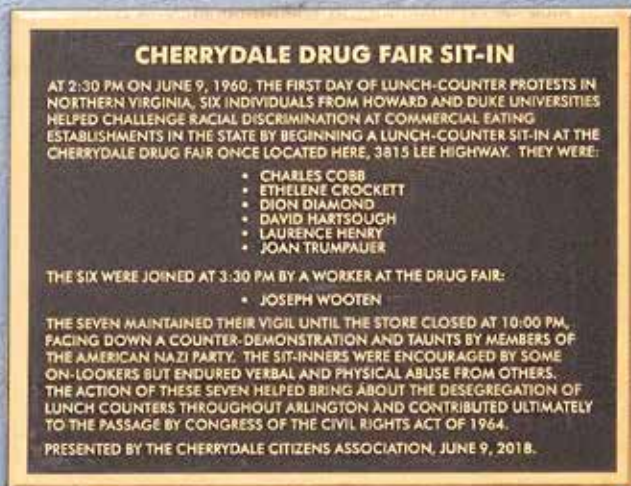 CHERRYDALE DRUG FAIR SIT-IN
AT 2:30 PM ON JUNE 9, 1960, THE FIRST DAY OF LUNCH-COUNTER PROTESTS IN
NORTHERN VIRGINIA, SIX INDIVIDUALS FROM HOWARD AND DUKE UNIVERSITIES
HELPED CHALLENGE RACIAL DISCRIMINATION AT COMMERCIAL EATING
ESTABLISHMENTS IN THE STATE BY BEGINNING A LUNCH-COUNTER SIT-IN AT THE
CHERRYDALE DRUG FAIR ONCE LOCATED HERE, 3815 LEE HIGHWAY. THEY WERE:
• CHARLES COBB
• ETHELENE CROCKETT
• DION DIAMOND
• DAVID HARTSOUGH
• LAURENCE HENRY
• JOAN TRUMPAUER
THE SIX WERE JOINED AT 3:30 PM BY A WORKER AT THE DRUG FAIR:
• JOSEPH WOOTEN
THE SEVEN MAINTAINED THEIR VIGIL UNTIL THE STORE CLOSED AT 10:00 PM,
FACING DOWN A COUNTER-DEMONSTRATION AND TAUNTS BY MEMBERS OF
THE AMERICAN NAZI PARTY. THE SIT-INNERS WERE ENCOURAGED BY SOME
ON-LOOKERS BUT ENDURED VERBAL AND PHYSICAL ABUSE FROM OTHERS.
THE ACTION OF THESE SEVEN HELPED BRING ABOUT THE DESEGREGATION OF
LUNCH COUNTERS THROUGHOUT ARLINGTON AND CONTRIBUTED ULTIMATELY
TO THE PASSAGE BY CONGRESS OF THE CIVIL RIGHTS ACT OF 1964.
PRESENTED BY THE CHERRYDALE CITIZENS ASSOCIATION, JUNE 9, 2018.